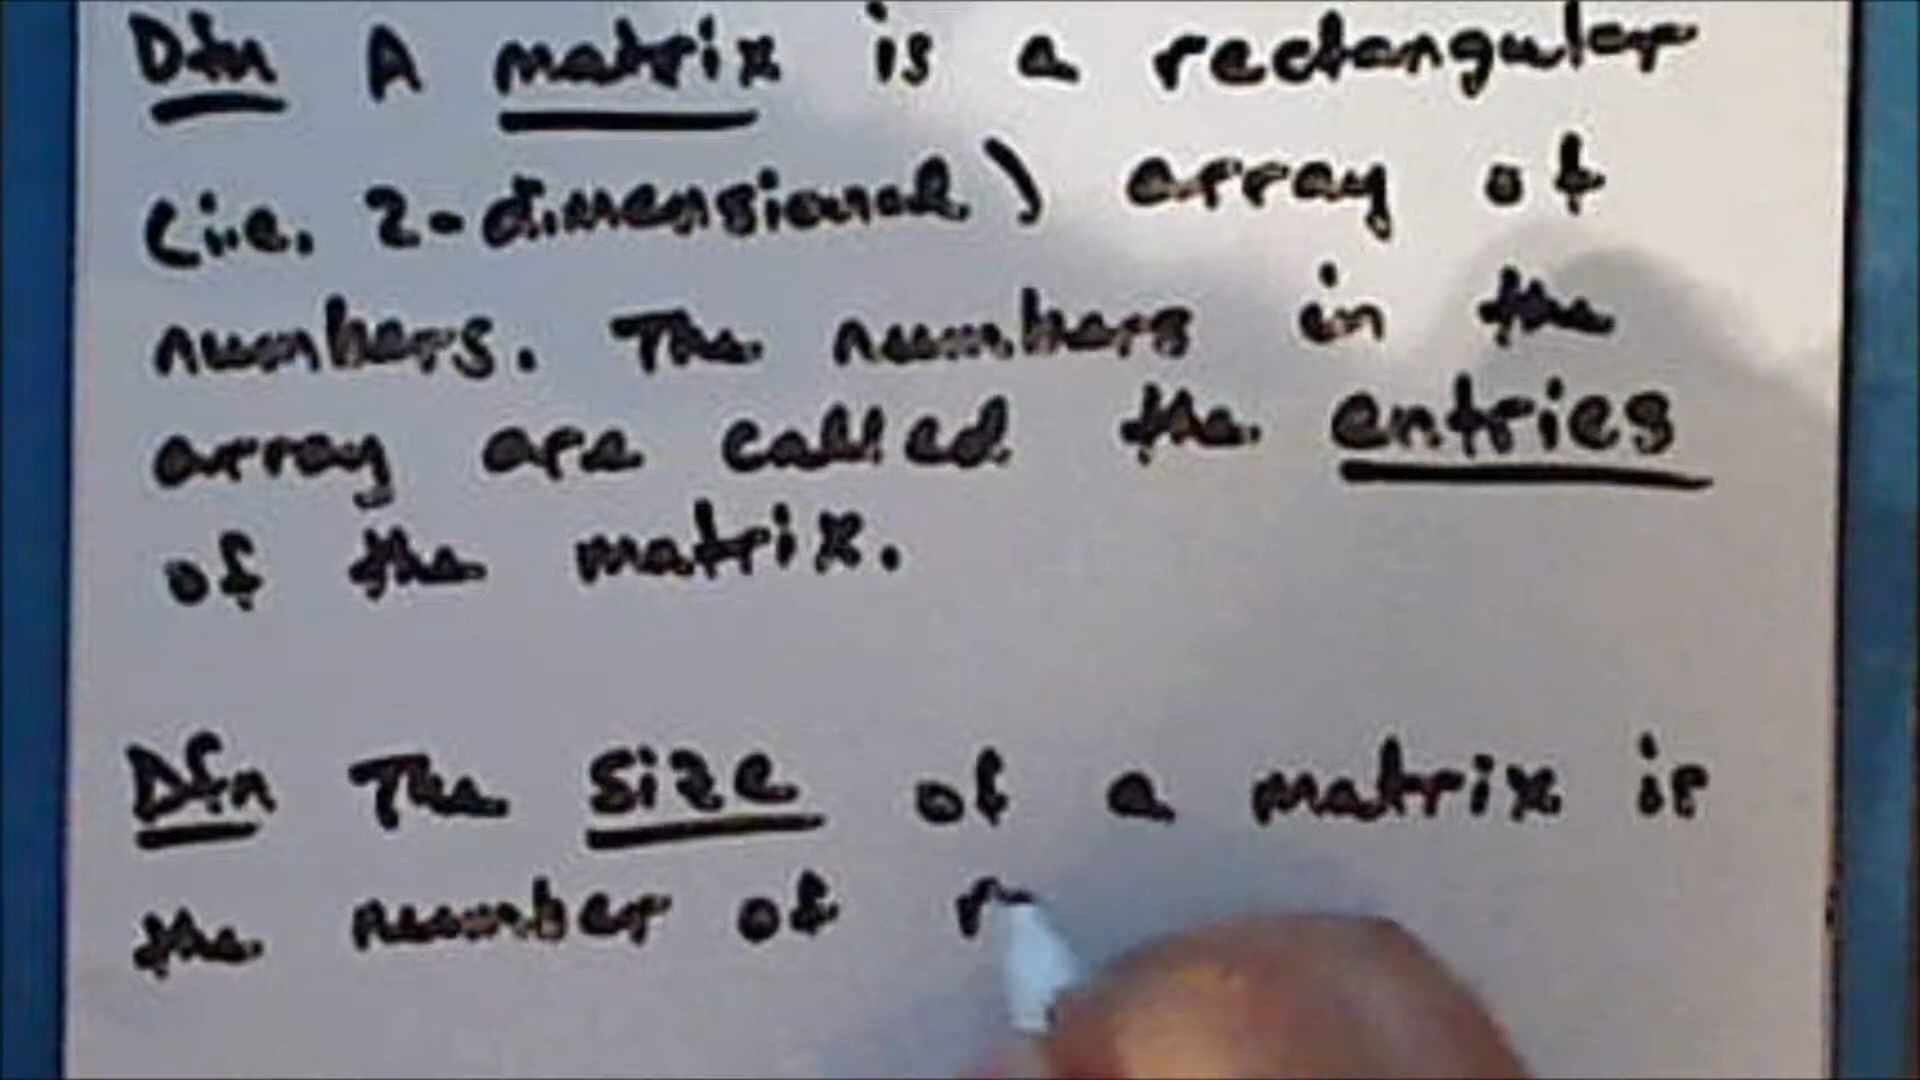 Dfn A matrix is a rectangular
(i.e. 2-dimensional) array of
numbers. The numbers in the
array are called the entries
of the matrix.
Dfn The size of a matrix is
the number of r